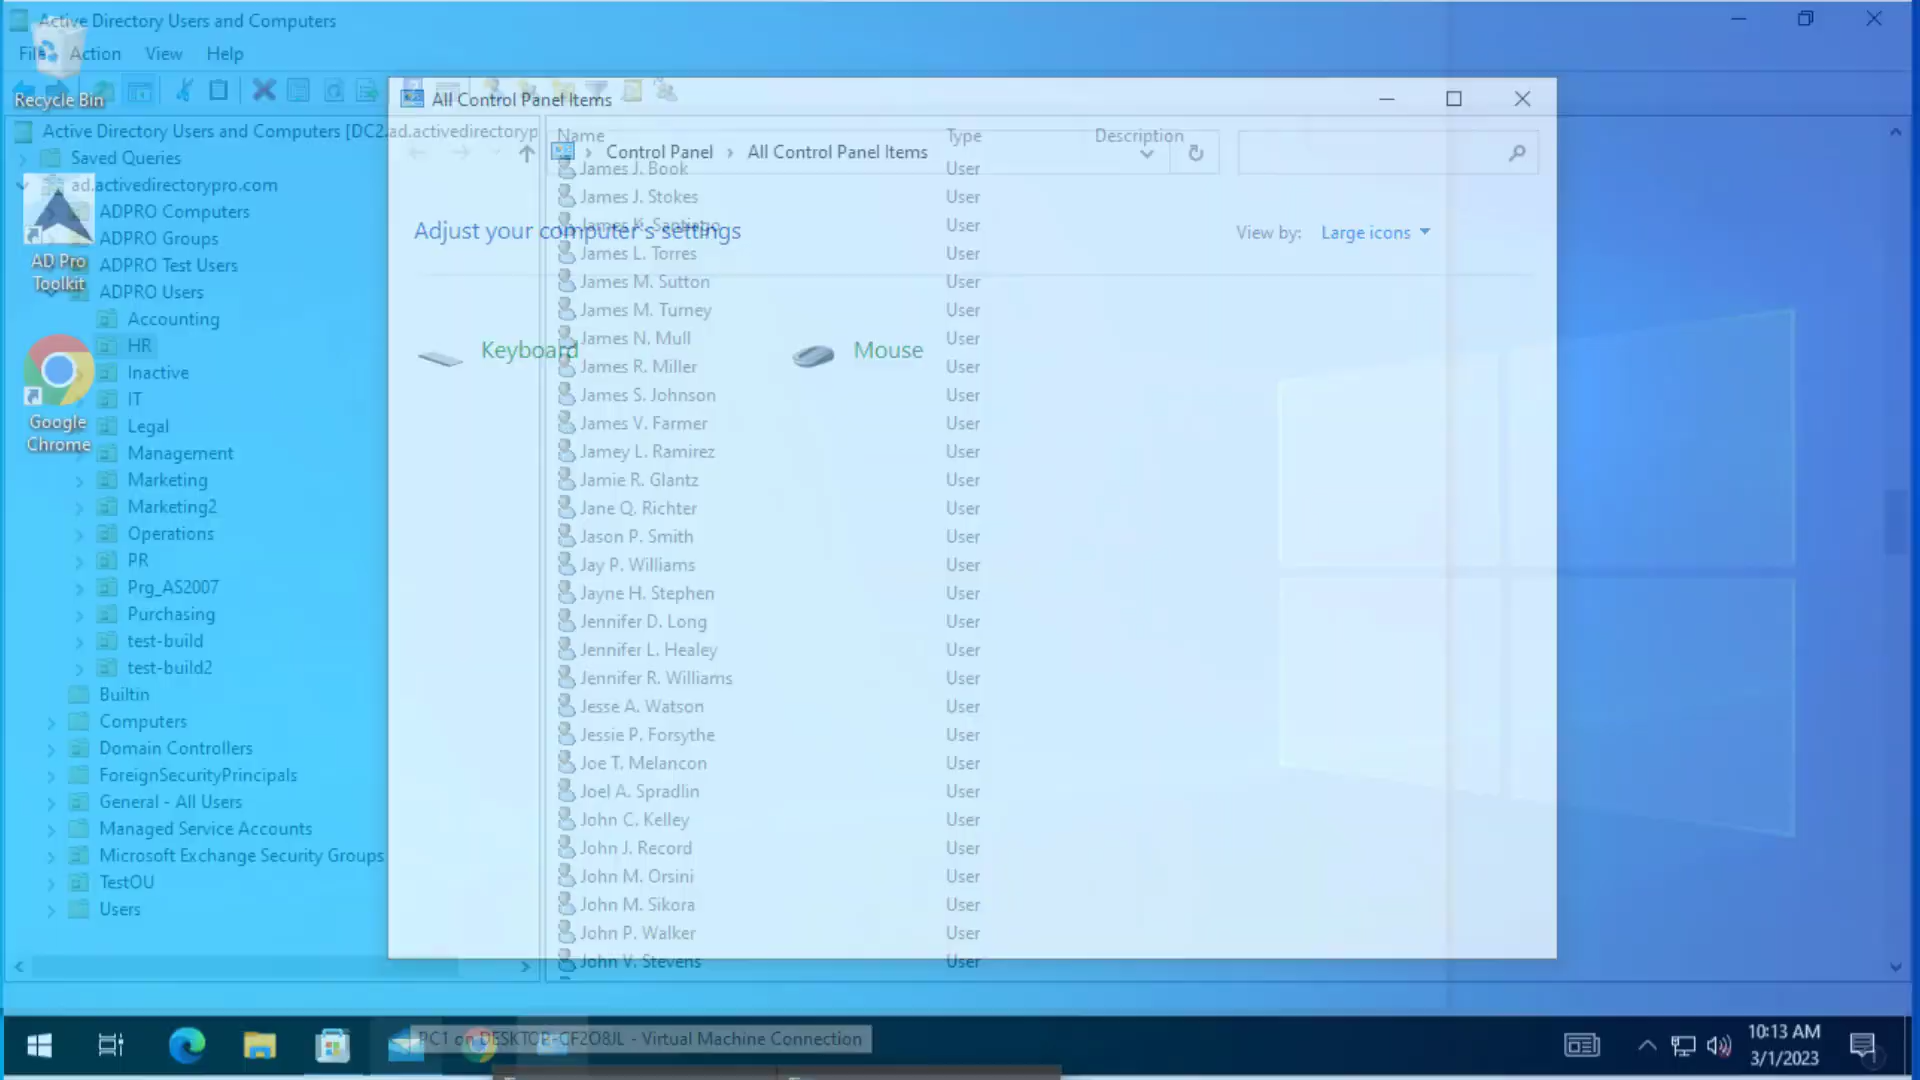 Active Directory Users and Computers
File Action View Help
Recycle Bin
All Control Panel Items
Active Directory Users and Computers [DC2.ad.activedirectoryp
Name Type Description
Saved Queries
Control Panel › All Control Panel Items
ad.activedirectorypro.com
James J. Book User
James J. Stokes User
ADPRO Computers
James K. Santiago User
Adjust your computer's settings
View by: Large icons
ADPRO Groups
James L. Torres User
AD Pro
Toolkit
ADPRO Test Users
James M. Sutton User
ADPRO Users
James M. Turney User
Accounting
James N. Mull User
HR
Keyboard
Mouse
James R. Miller User
Inactive
James S. Johnson User
IT
Google
Chrome
James V. Farmer User
Legal
Jamey L. Ramirez User
Management
Jamie R. Glantz User
Marketing
Jane Q. Richter User
Marketing2
Jason P. Smith User
Operations
Jay P. Williams User
PR
Jayne H. Stephen User
Prg_AS2007
Jennifer D. Long User
Purchasing
Jennifer L. Healey User
test-build
Jennifer R. Williams User
test-build2
Jesse A. Watson User
Builtin
Jessie P. Forsythe User
Computers
Joe T. Melancon User
Domain Controllers
Joel A. Spradlin User
ForeignSecurityPrincipals
John C. Kelley User
General - All Users
John J. Record User
Managed Service Accounts
John M. Orsini User
Microsoft Exchange Security Groups
John M. Sikora User
TestOU
John P. Walker User
Users
John V. Stevens User
PC1 on DESKTOP-CF2O8JL - Virtual Machine Connection
10:13 AM
3/1/2023